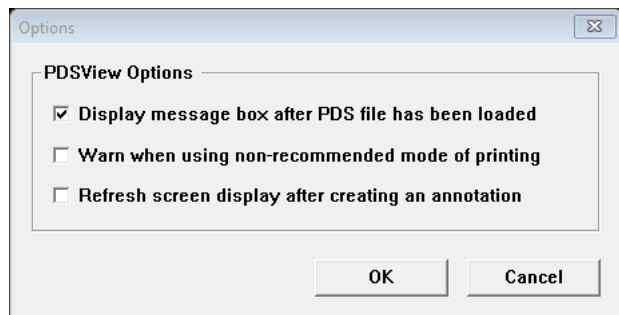 Options
PDSView Options
Display message box after PDS file has been loaded
Warn when using non-recommended mode of printing
Refresh screen display after creating an annotation
OK Cancel